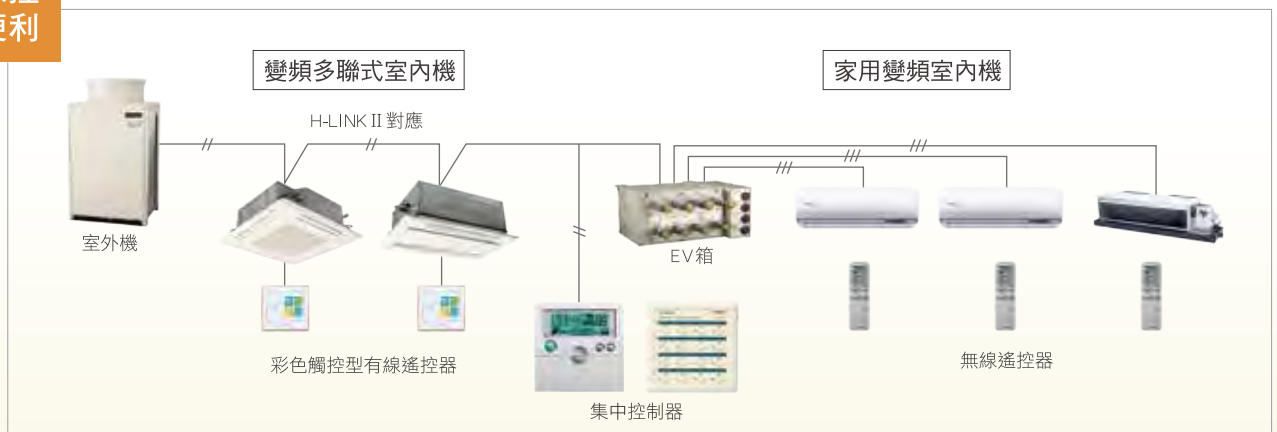 便利
變頻多聯式室內機
家用變頻室內機
H-LINK II 對應
室外機
EV箱
彩色觸控型有線遙控器
無線遙控器
集中控制器